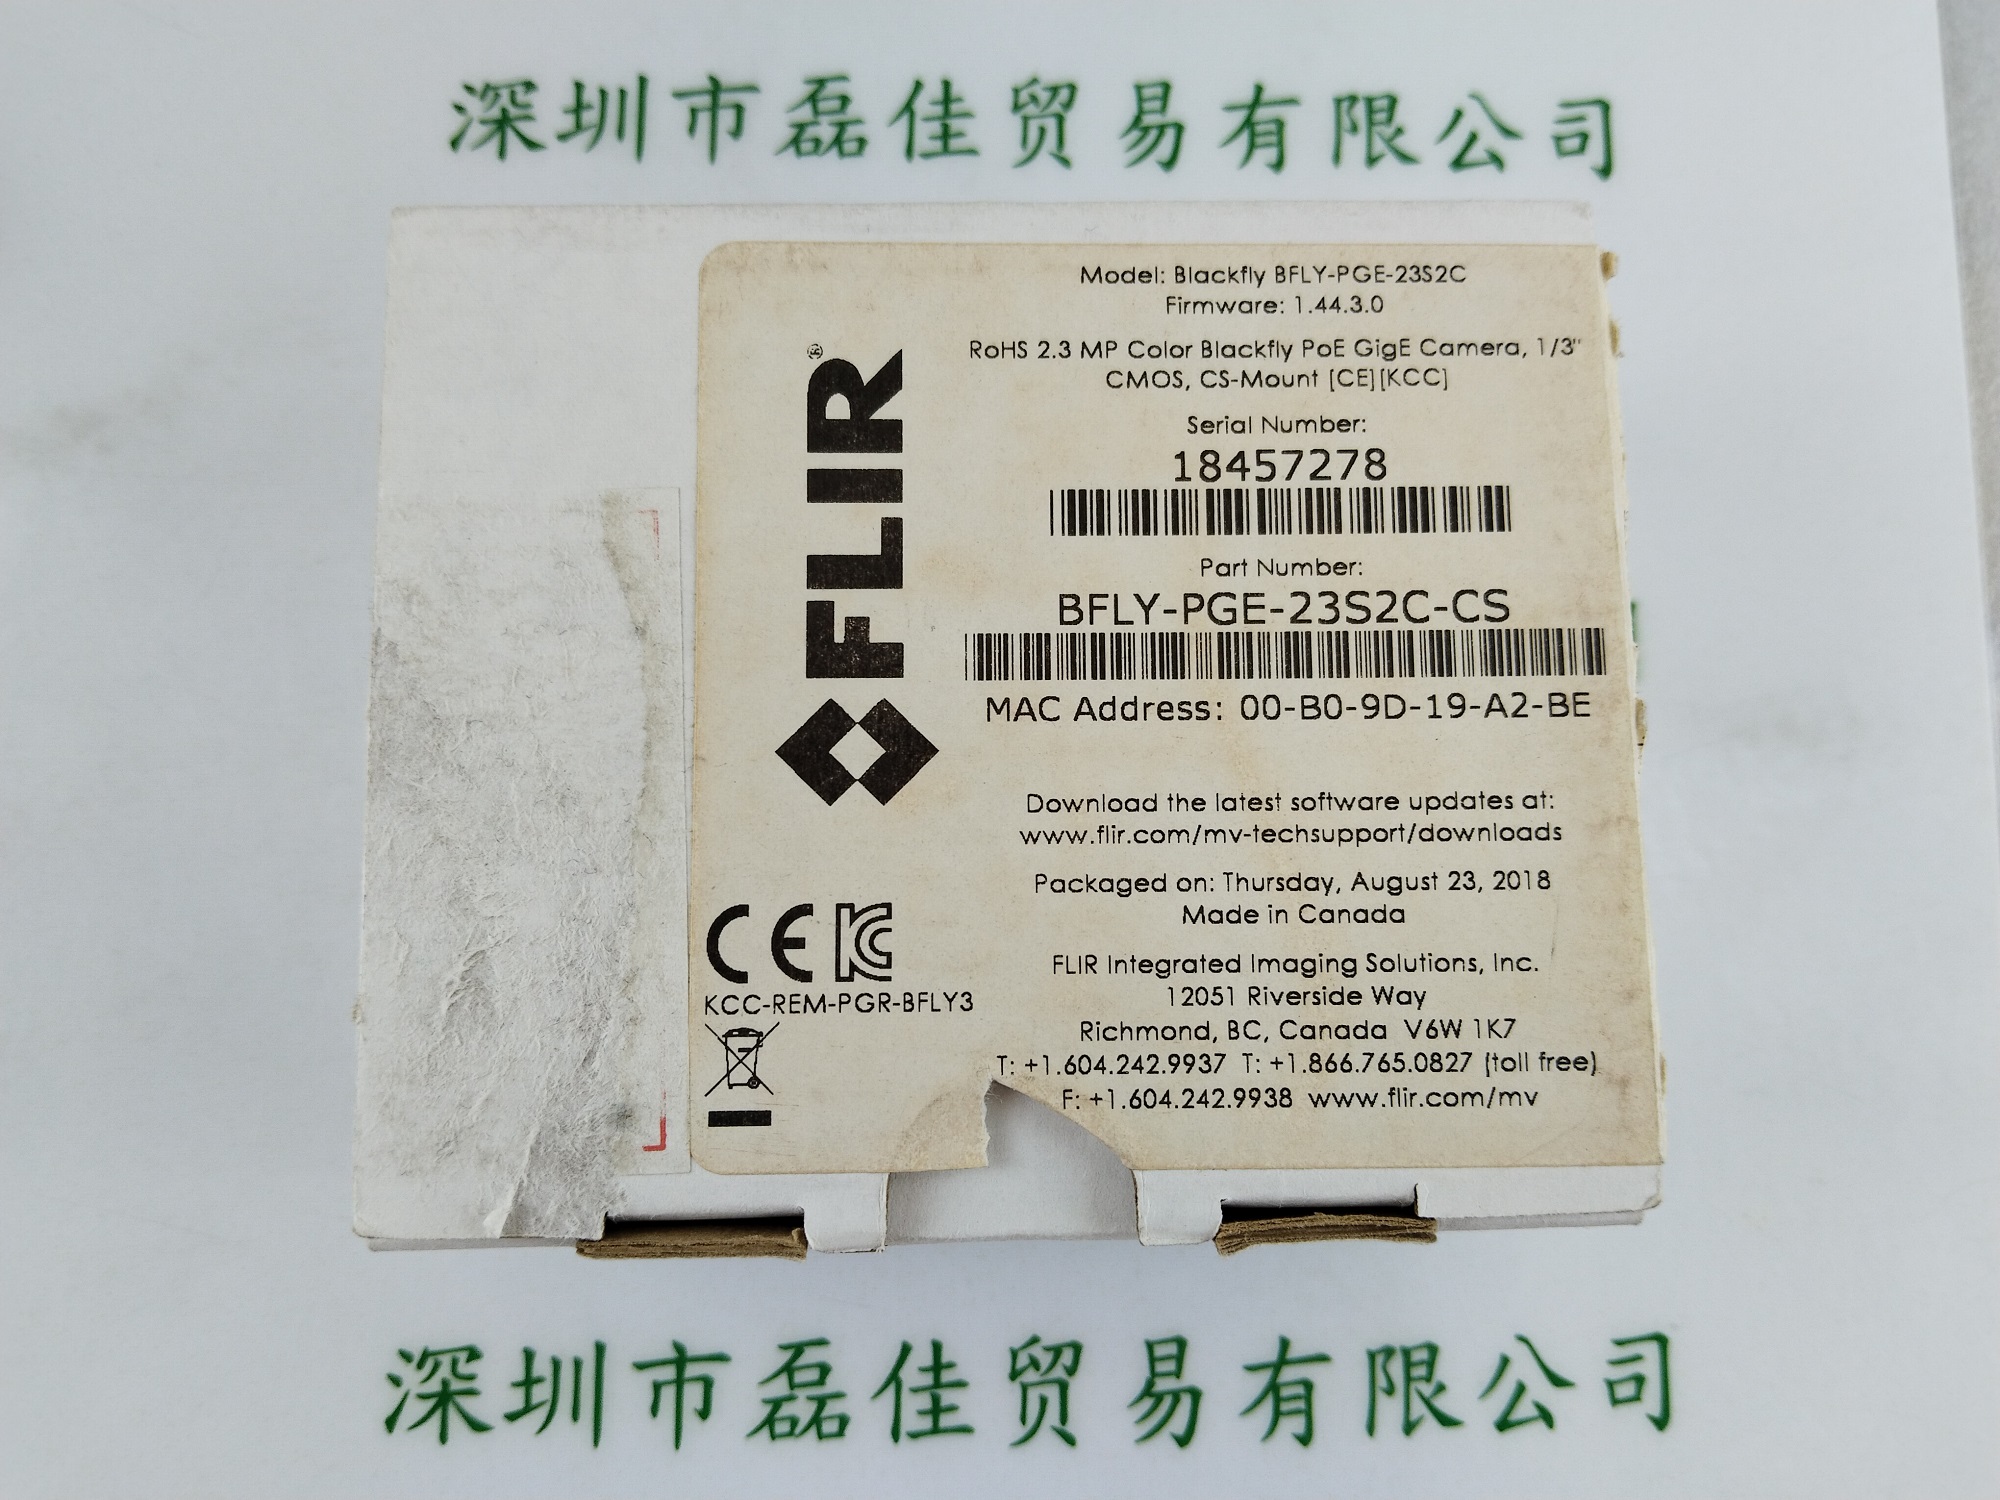 深圳市磊佳贸易有限公司
Model: Blackfly BFLY-PGE-23S2C
Firmware: 1.44.3.0
RoHS 2.3 MP Color Blackfly PoE GigE Camera, 1/3"
CMOS, CS-Mount [CE][KCC]
Serial Number:
18457278
Part Number:
BFLY-PGE-23S2C-CS
MAC Address: 00-B0-9D-19-A2-BE
FLIR®
Download the latest software updates at:
www.flir.com/mv-techsupport/downloads
Packaged on: Thursday, August 23, 2018
Made in Canada
CE KC
KCC-REM-PGR-BFLY3
FLIR Integrated Imaging Solutions, Inc.
12051 Riverside Way
Richmond, BC, Canada V6W 1K7
T: +1.604.242.9937 T: +1.866.765.0827 (toll free)
F: +1.604.242.9938 www.flir.com/mv
深圳市磊佳贸易有限公司